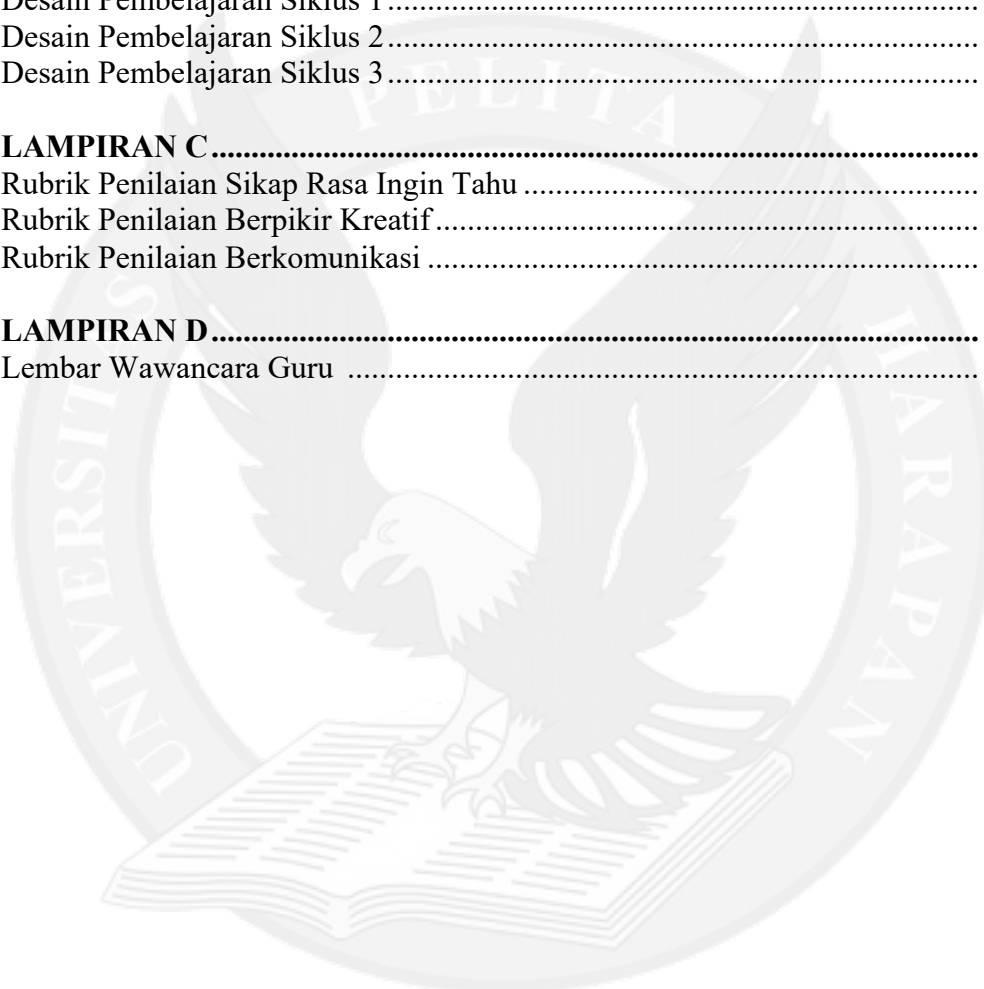 Desain Pembelajaran Siklus 1........................................................................
Desain Pembelajaran Siklus 2........................................................................
Desain Pembelajaran Siklus 3........................................................................
LAMPIRAN C.............................................................................................
Rubrik Penilaian Sikap Rasa Ingin Tahu .......................................................
Rubrik Penilaian Berpikir Kreatif..................................................................
Rubrik Penilaian Berkomunikasi ...................................................................
LAMPIRAN D.............................................................................................
Lembar Wawancara Guru .............................................................................
UNIVERSITAS PELITA HARAPAN